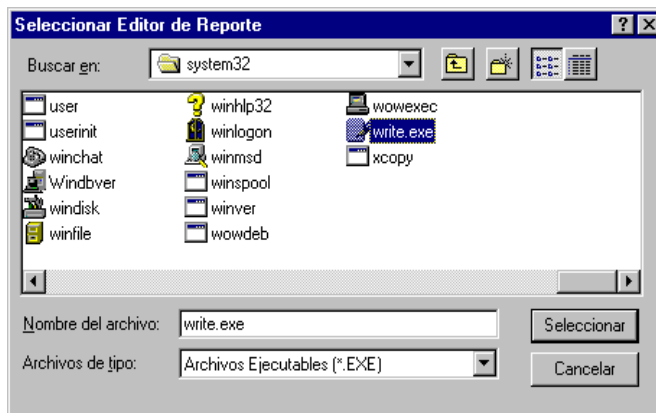 Seleccionar Editor de Reporte
Buscar en: system32
user winhlp32 wowexec
userinit winlogon write.exe
winchat winmsd xcopy
Windbver winspool
windisk winver
winfile wowdeb
Nombre del archivo: write.exe Seleccionar
Archivos de tipo: Archivos Ejecutables (*.EXE) Cancelar